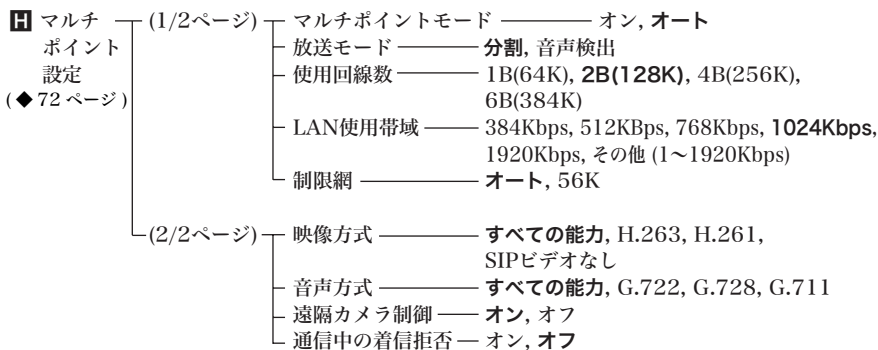 H マルチ (1/2ページ) マルチポイントモード オン, オート
ポイント 放送モード 分割, 音声検出
設定 使用回線数 1B(64K), 2B(128K), 4B(256K),
(◆72 ページ) 6B(384K)
LAN使用帯域 384Kbps, 512KBps, 768Kbps, 1024Kbps,
1920Kbps, その他 (1〜1920Kbps)
制限網 オート, 56K
(2/2ページ) 映像方式 すべての能力, H.263, H.261,
SIPビデオなし
音声方式 すべての能力, G.722, G.728, G.711
遠隔カメラ制御 オン, オフ
通信中の着信拒否 オン, オフ